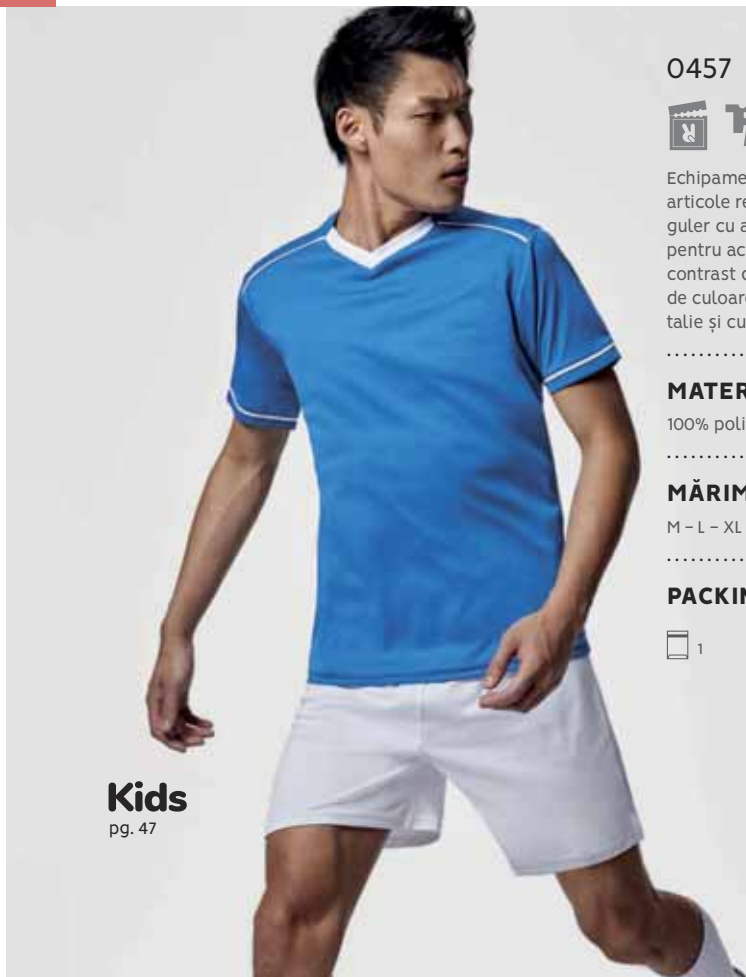 0457
Echipame
articole re
guler cu a
pentru ac
contrast d
de culoare
talie și cu
MATER
100% poli
MĂRIM
M – L – XL
PACKIN
1
Kids
pg. 47